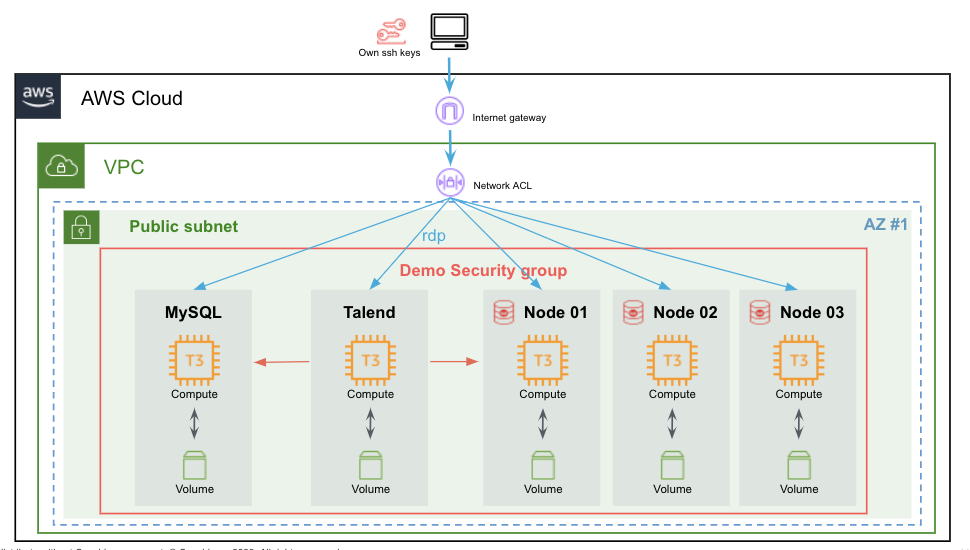 Own ssh keys
aws
AWS Cloud
Internet gateway
VPC
Network ACL
Public subnet
AZ #1
rdp
Demo Security group
MySQL
Talend
Node 01
Node 02
Node 03
T3
T3
T3
T3
T3
Compute
Compute
Compute
Compute
Compute
Volume
Volume
Volume
Volume
Volume